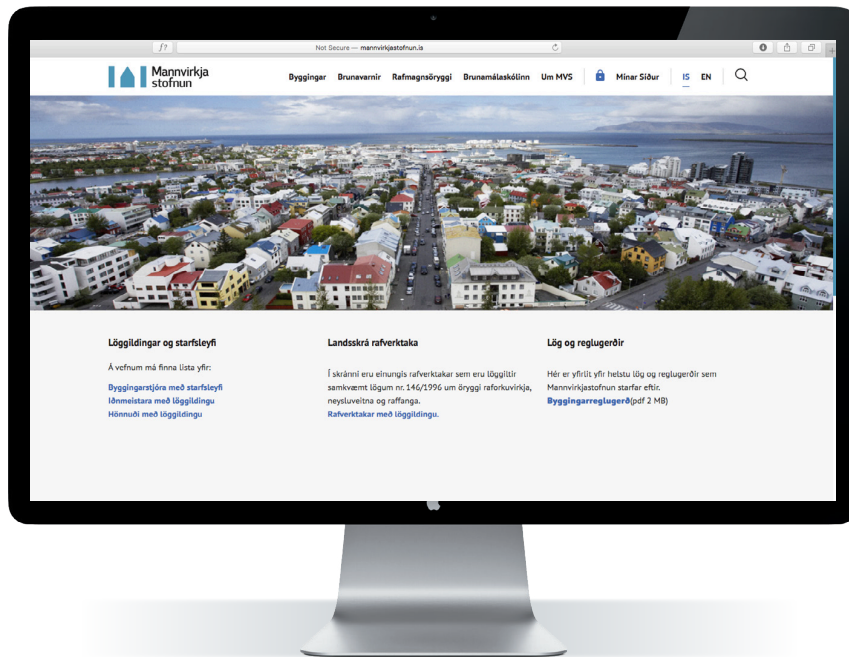 f?
Not Secure — mannvirkjastofnun.is
Mannvirkja
stofnun
Byggingar Brunavarnir Rafmagnsöryggi Brunamálaskólinn Um MVS Mínar Síður IS EN
Löggildingar og starfsleyfi
Á vefnum má finna lista yfir:
Byggingarstjóra með starfsleyfi
Iðnmeistara með löggildingu
Hönnuði með löggildingu
Landsskrá rafverktaka
Í skránni eru einungis rafverktakar sem eru löggiltir
samkvæmt lögum nr. 146/1996 um öryggi raforkuvirkja,
neysluveitna og raffanga.
Rafverktakar með löggildingu.
Lög og reglugerðir
Hér er yfirlit yfir helstu lög og reglugerðir sem
Mannvirkjastofnun starfar eftir.
Byggingarreglugerð(pdf 2 MB)